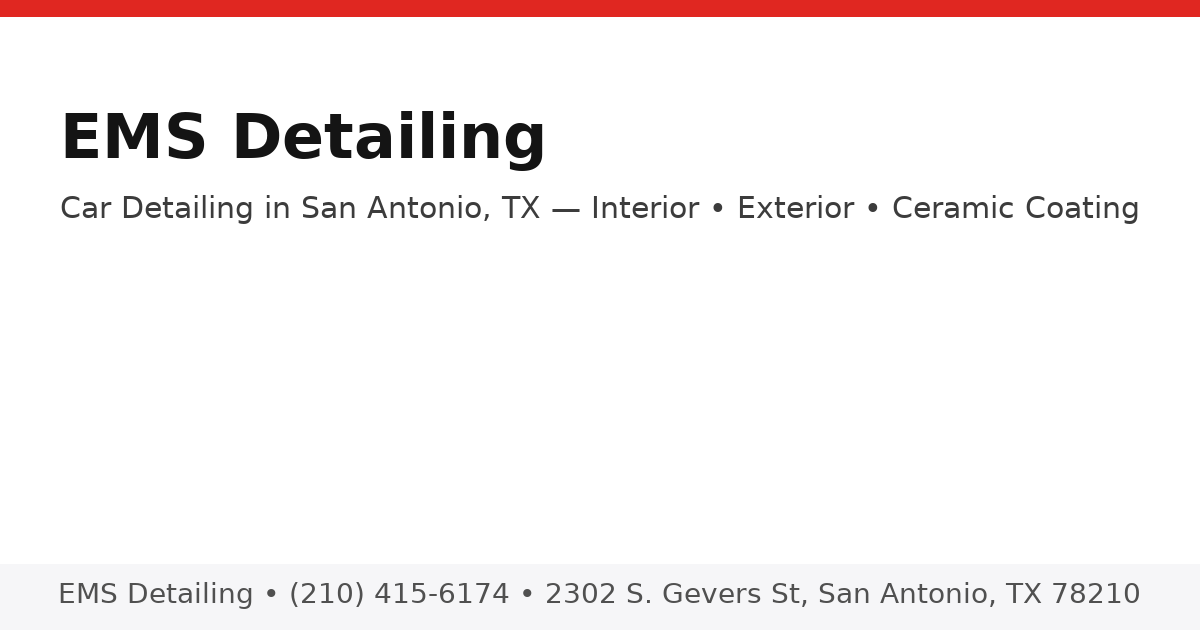 EMS Detailing
Car Detailing in San Antonio, TX — Interior • Exterior • Ceramic Coating
EMS Detailing • (210) 415-6174 • 2302 S. Gevers St, San Antonio, TX 78210